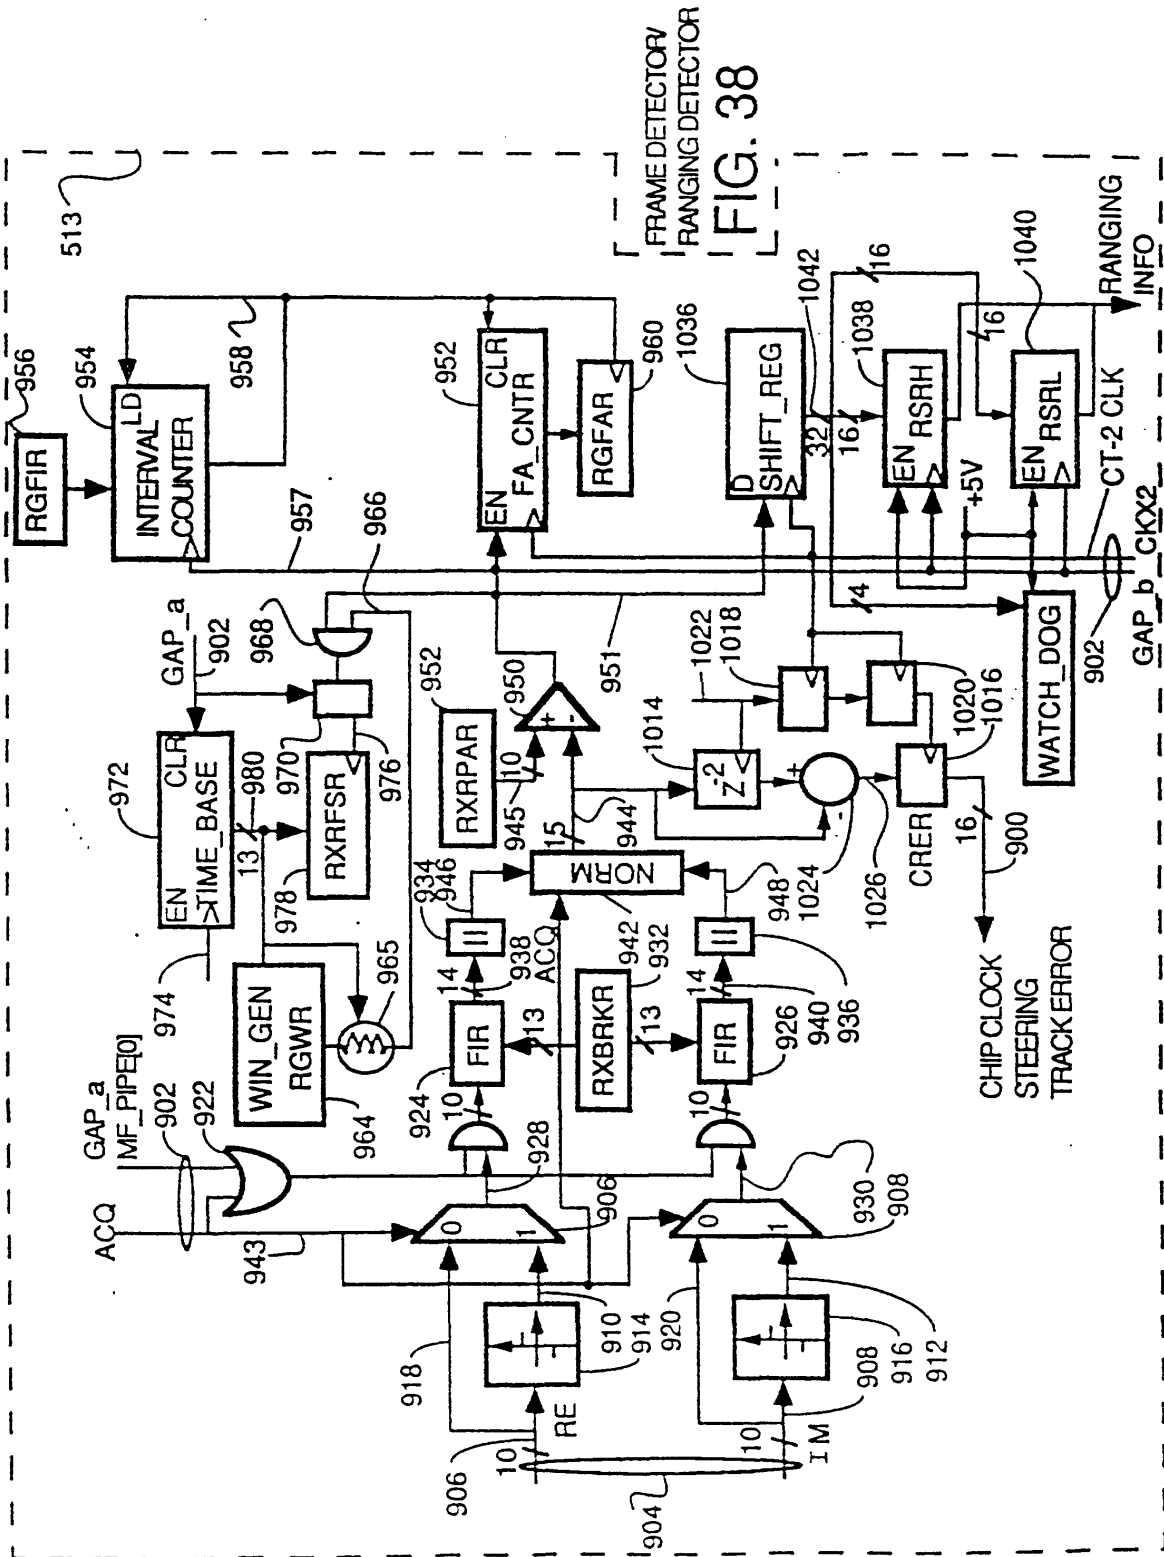 513
FRAME DETECTOR/
RANGING DETECTOR
FIG. 38
956
RGFIR
954
INTERVAL
COUNTER
LD
958
957
952
EN
CLR
FA_CNTR
RGFAR
960
1036
D
SHIFT_REG
1042
32
16
16
1038
EN
RSRH
16
1040
EN
RSRL
RANGING
INFO
+5V
CT-2 CLK
CKX2
GAP_b
902
4
WATCH_DOG
GAP_a
902
968
966
972
EN
CLR
TIME_BASE
974
13
980
970
976
978
RXRFSR
WIN_GEN
RGWR
964
965
952
RXRPAR
950
+
-
10
945
951
15
944
1022
1018
1014
Z-2
1020
1016
+
-
1024
1026
CRER
16
900
CHIP CLOCK
STEERING
TRACK ERROR
NORM
942
934
946
||
14
938
ACQ
948
||
14
940
936
924
FIR
10
13
RXBRKR
932
13
926
FIR
10
GAP_a
MF_PIPE[0]
902
922
ACQ
943
928
906
0
1
930
908
0
1
918
910
914
920
908
916
912
906
10
RE
10
IM
904